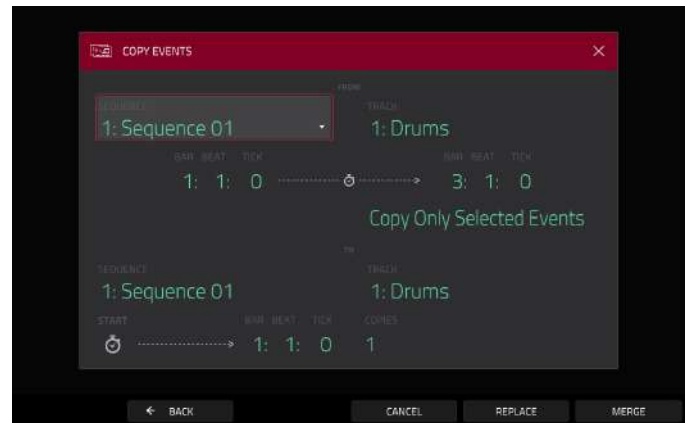 COPY EVENTS
FROM
SEQUENCE TRACK
1: Sequence 01 1: Drums
BAR BEAT TICK BAR BEAT TICK
1: 1: 0 3: 1: 0
Copy Only Selected Events
TO
SEQUENCE TRACK
1: Sequence 01 1: Drums
START BAR BEAT TICK COPIES
1: 1: 0 1
BACK CANCEL REPLACE MERGE